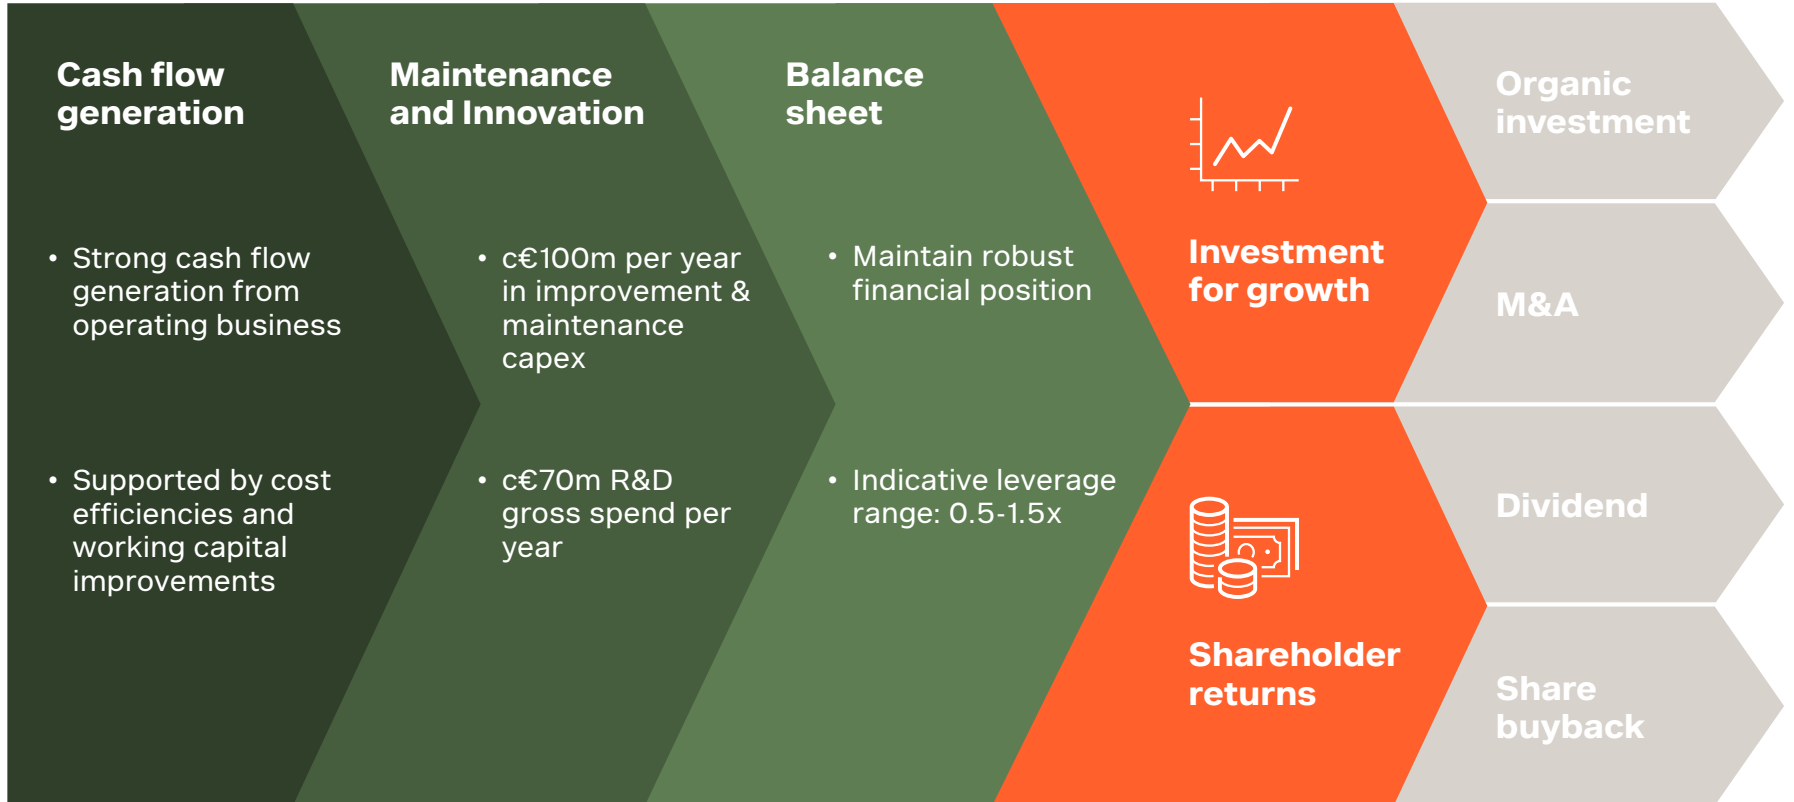 Cash flow
generation
• Strong cash flow
generation from
operating business
• Supported by cost
efficiencies and
working capital
improvements
Maintenance
and Innovation
• c€100m per year
in improvement &
maintenance
capex
• c€70m R&D
gross spend per
year
Balance
sheet
• Maintain robust
financial position
• Indicative leverage
range: 0.5-1.5x
Investment
for growth
Shareholder
returns
Organic
investment
M&A
Dividend
Share
buyback